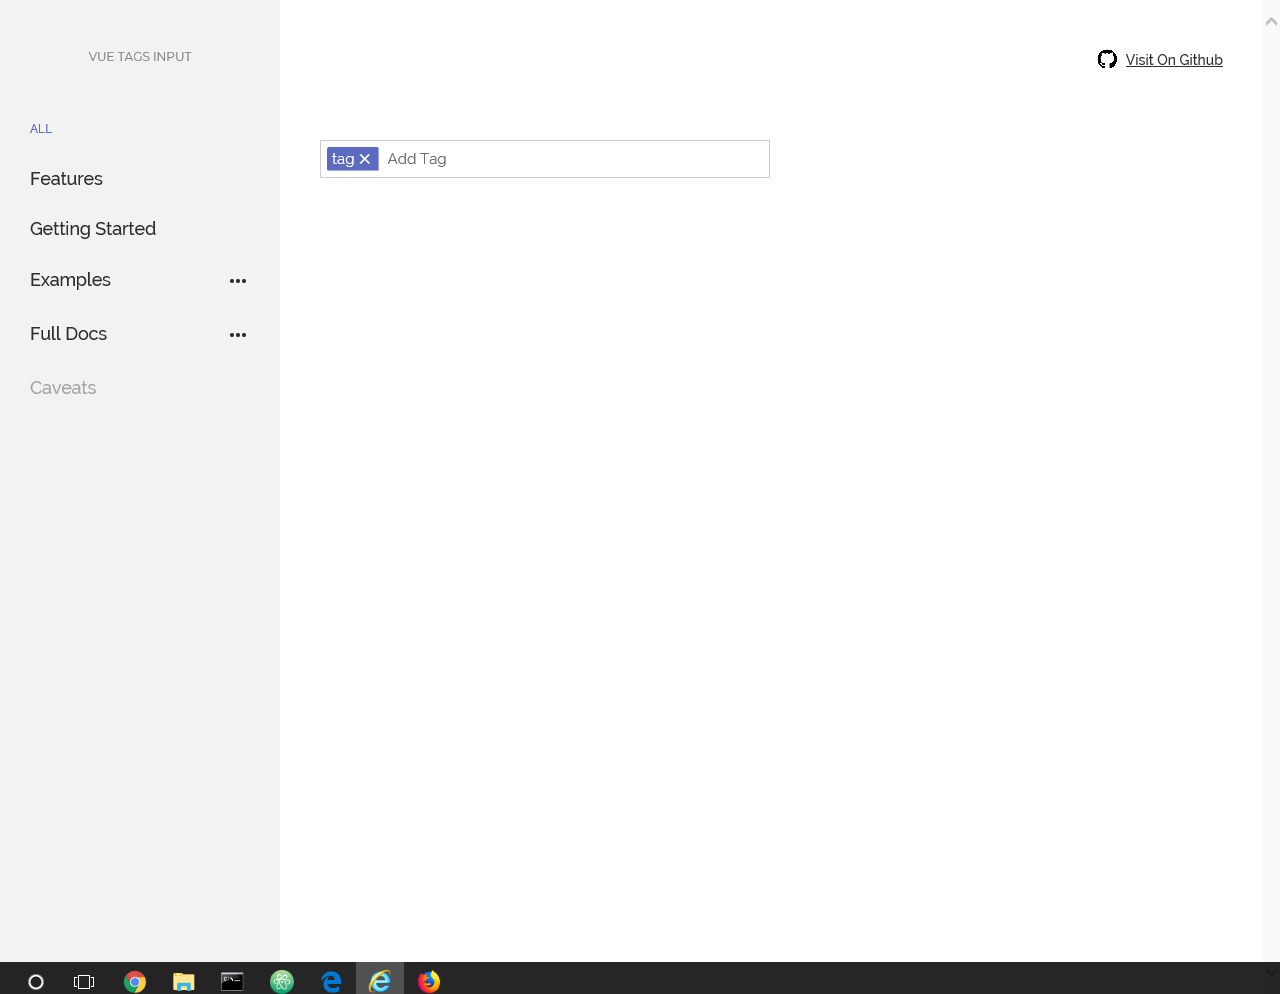 VUE TAGS INPUT
Visit On Github
ALL
tag Add Tag
Features
Getting Started
Examples
Full Docs
Caveats